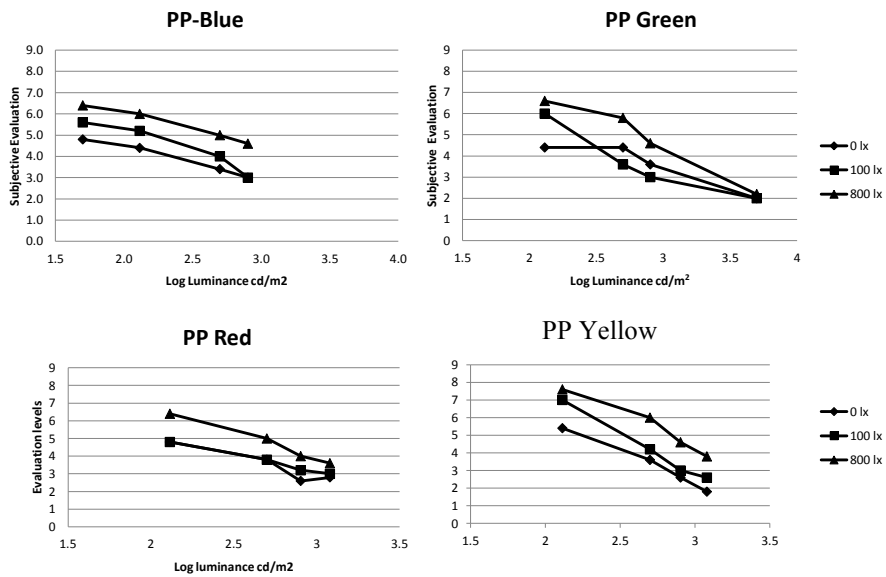 PP-Blue
9.0
8.0
7.0
6.0
5.0
4.0
3.0
2.0
1.0
0.0
Subjective Evaluation
1.5 2.0 2.5 3.0 3.5 4.0
Log Luminance cd/m2
PP Green
9
8
7
6
5
4
3
2
1
0
Subjective Evaluation
1.5 2 2.5 3 3.5 4
Log Luminance cd/m²
0 lx
100 lx
800 lx
PP Red
9
8
7
6
5
4
3
2
1
0
Evaluation levels
1.5 2 2.5 3 3.5
Log luminance cd/m2
PP Yellow
9
8
7
6
5
4
3
2
1
0
1.5 2 2.5 3 3.5
0 lx
100 lx
800 lx